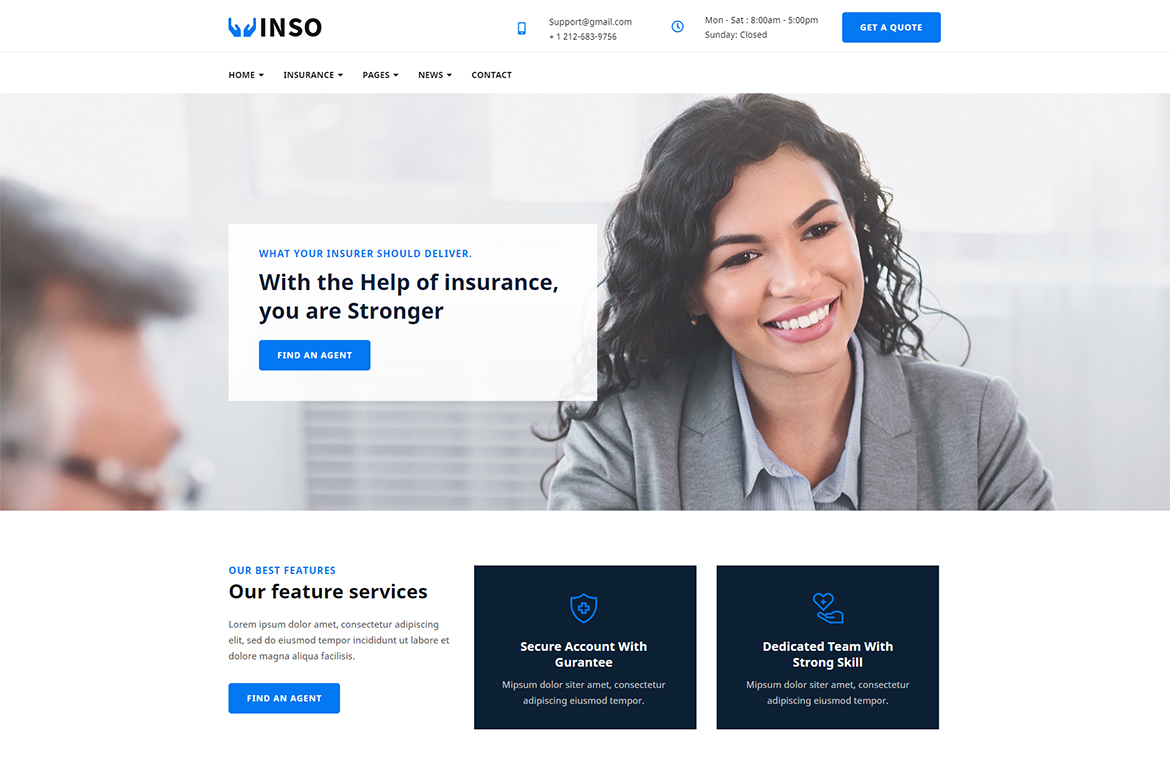 WINSO
Support@gmail.com
+ 1 212-683-9756
Mon - Sat : 8:00am - 5:00pm
Sunday: Closed
GET A QUOTE
HOME INSURANCE PAGES NEWS CONTACT
WHAT YOUR INSURER SHOULD DELIVER.
With the Help of insurance,
you are Stronger
FIND AN AGENT
OUR BEST FEATURES
Our feature services
Lorem ipsum dolor amet, consectetur adipiscing
elit, sed do eiusmod tempor incididunt ut labore et
dolore magna aliqua facilisis.
FIND AN AGENT
Secure Account With
Gurantee
Mipsum dolor siter amet, consectetur
adipiscing eiusmod tempor.
Dedicated Team With
Strong Skill
Mipsum dolor siter amet, consectetur
adipiscing eiusmod tempor.